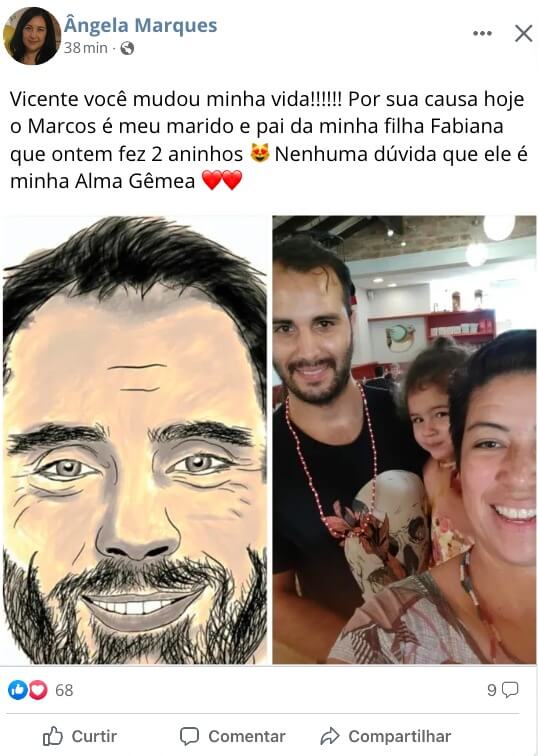 Ângela Marques
38 min ·
Vicente você mudou minha vida!!!!!! Por sua causa hoje
o Marcos é meu marido e pai da minha filha Fabiana
que ontem fez 2 aninhos 😻 Nenhuma dúvida que ele é
minha Alma Gêmea ❤️❤️
68
9
Curtir
Comentar
Compartilhar